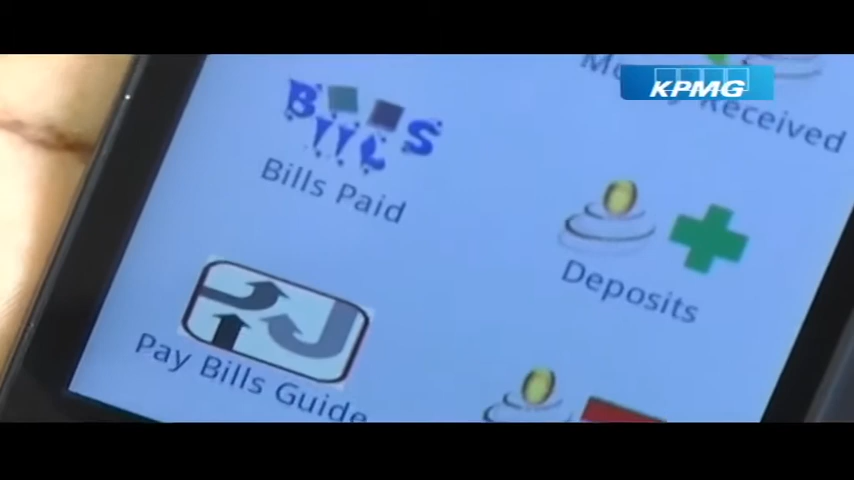 KPMG
Received
BILLS
Bills Paid
Deposits
Pay Bills Guide